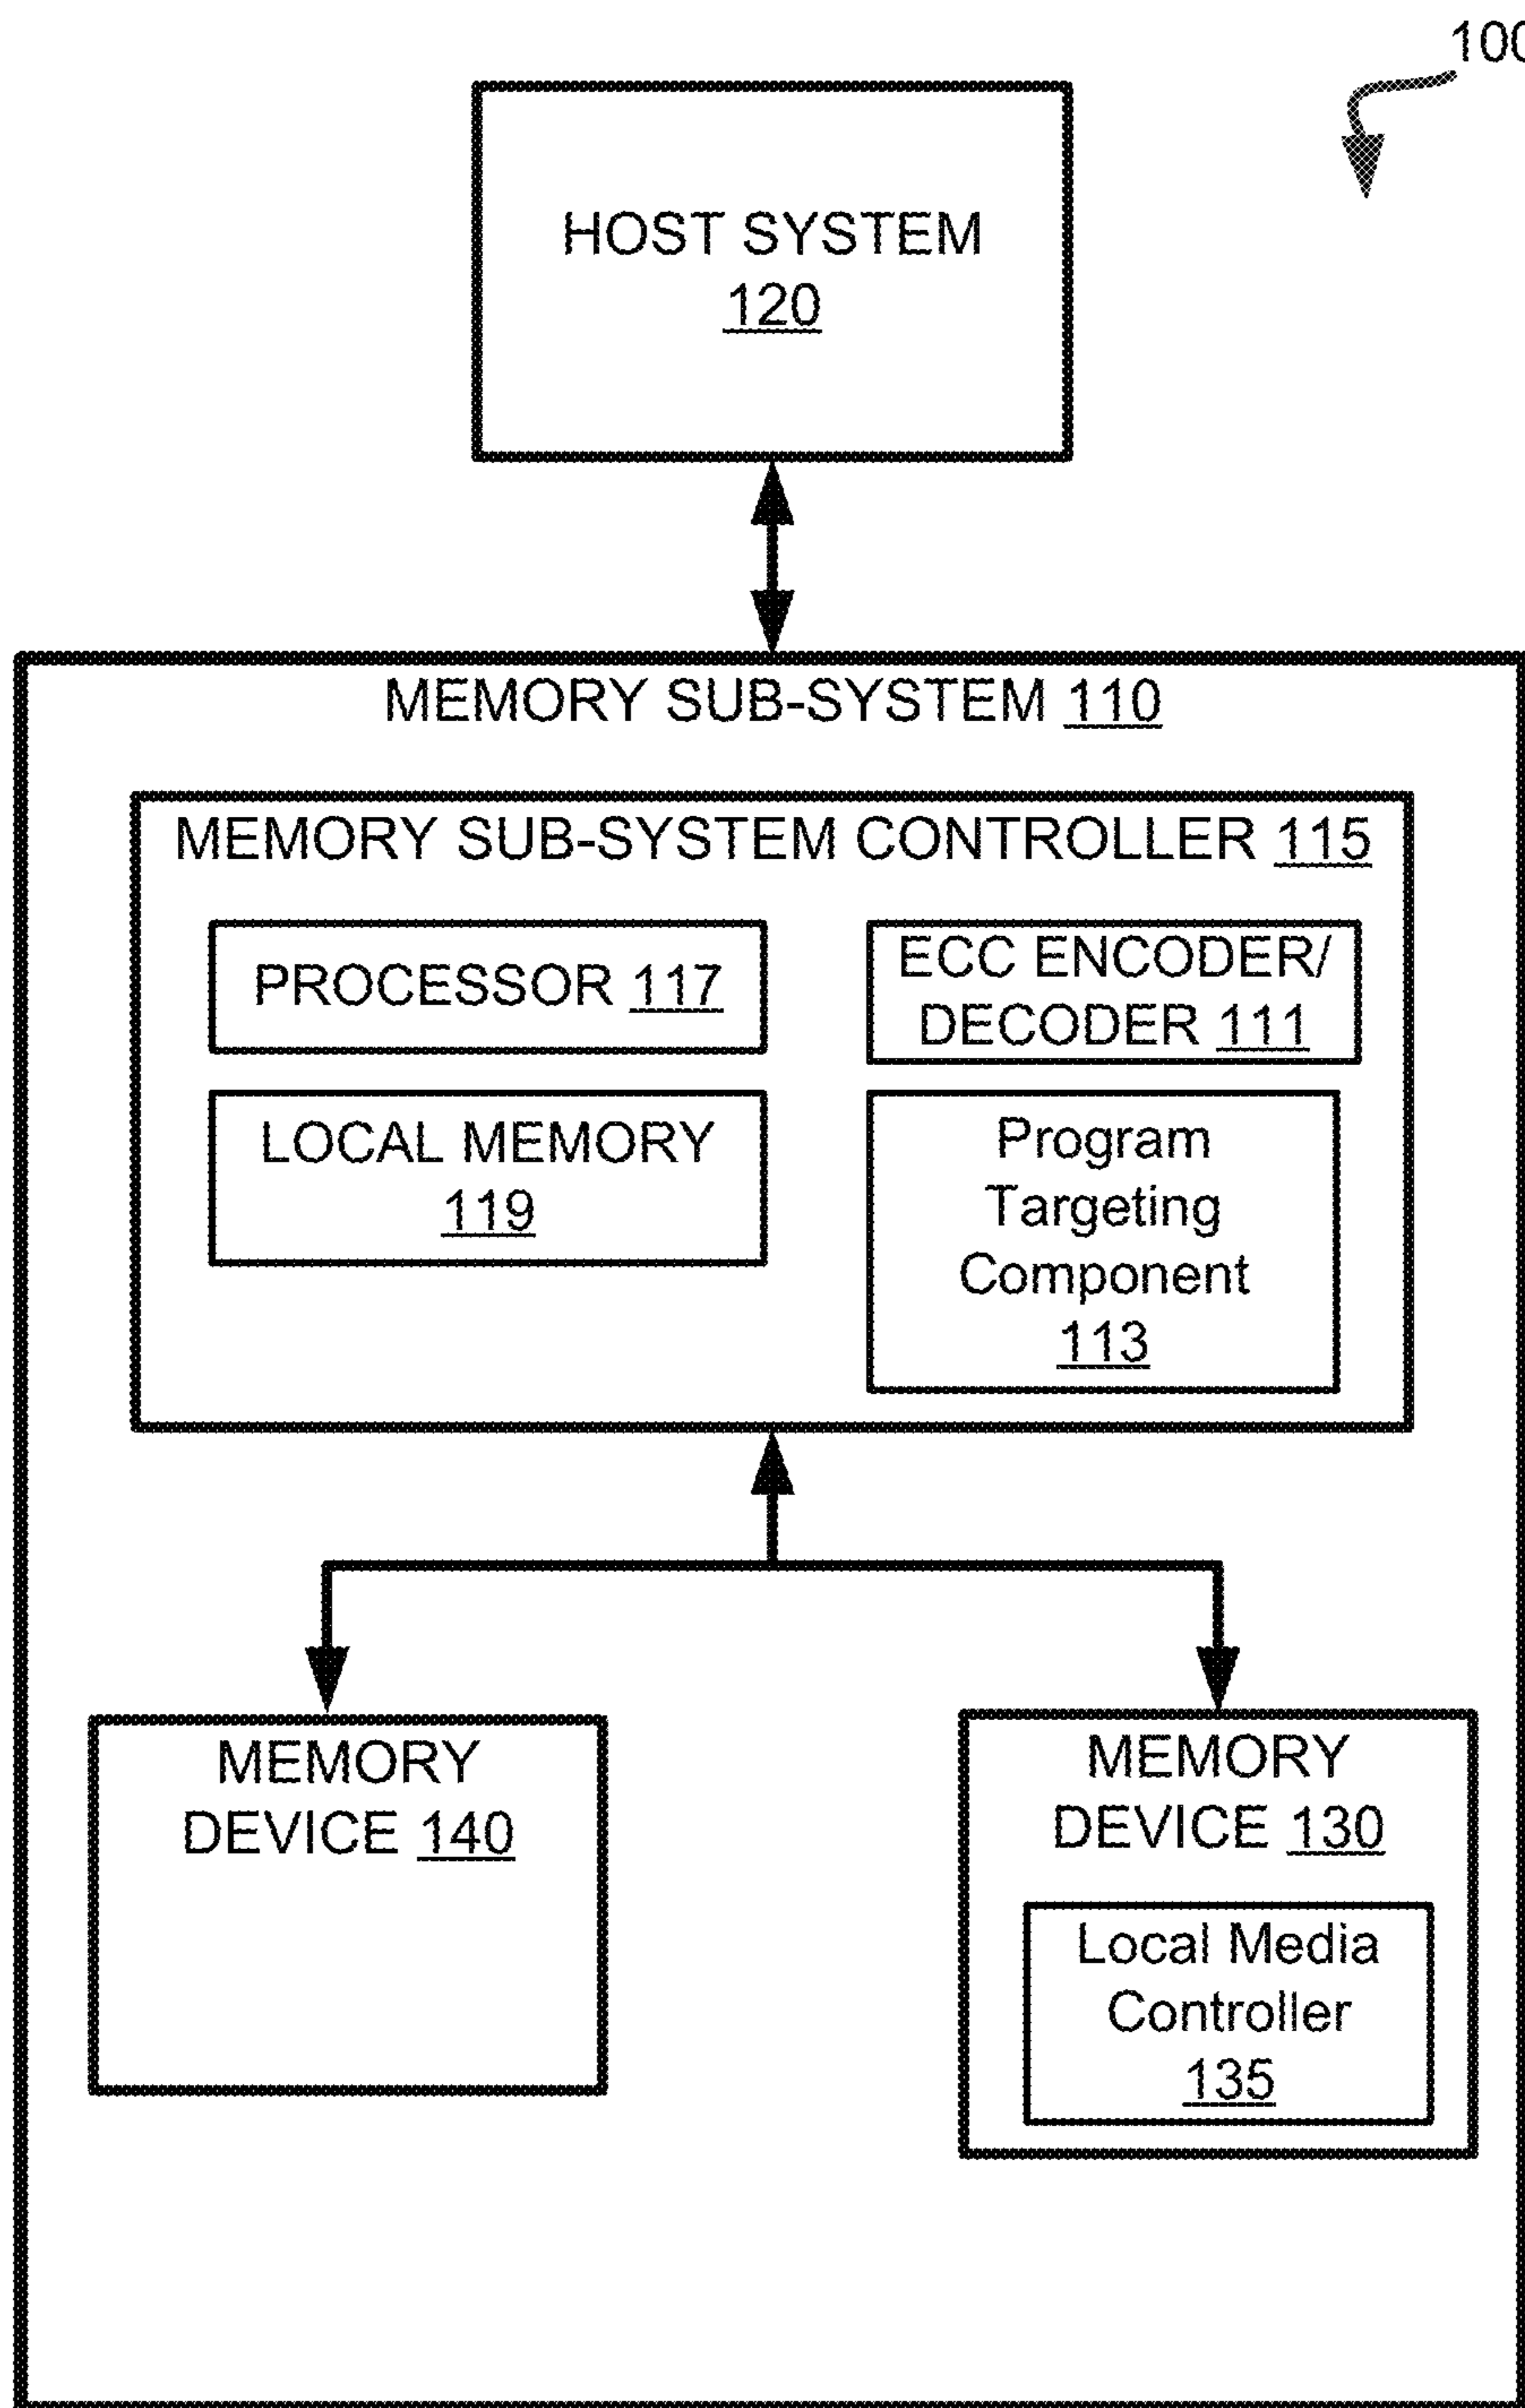 100
HOST SYSTEM
120
MEMORY SUB-SYSTEM 110
MEMORY SUB-SYSTEM CONTROLLER 115
PROCESSOR 117
ECC ENCODER/
DECODER 111
LOCAL MEMORY
119
Program
Targeting
Component
113
MEMORY
DEVICE 140
MEMORY
DEVICE 130
Local Media
Controller
135